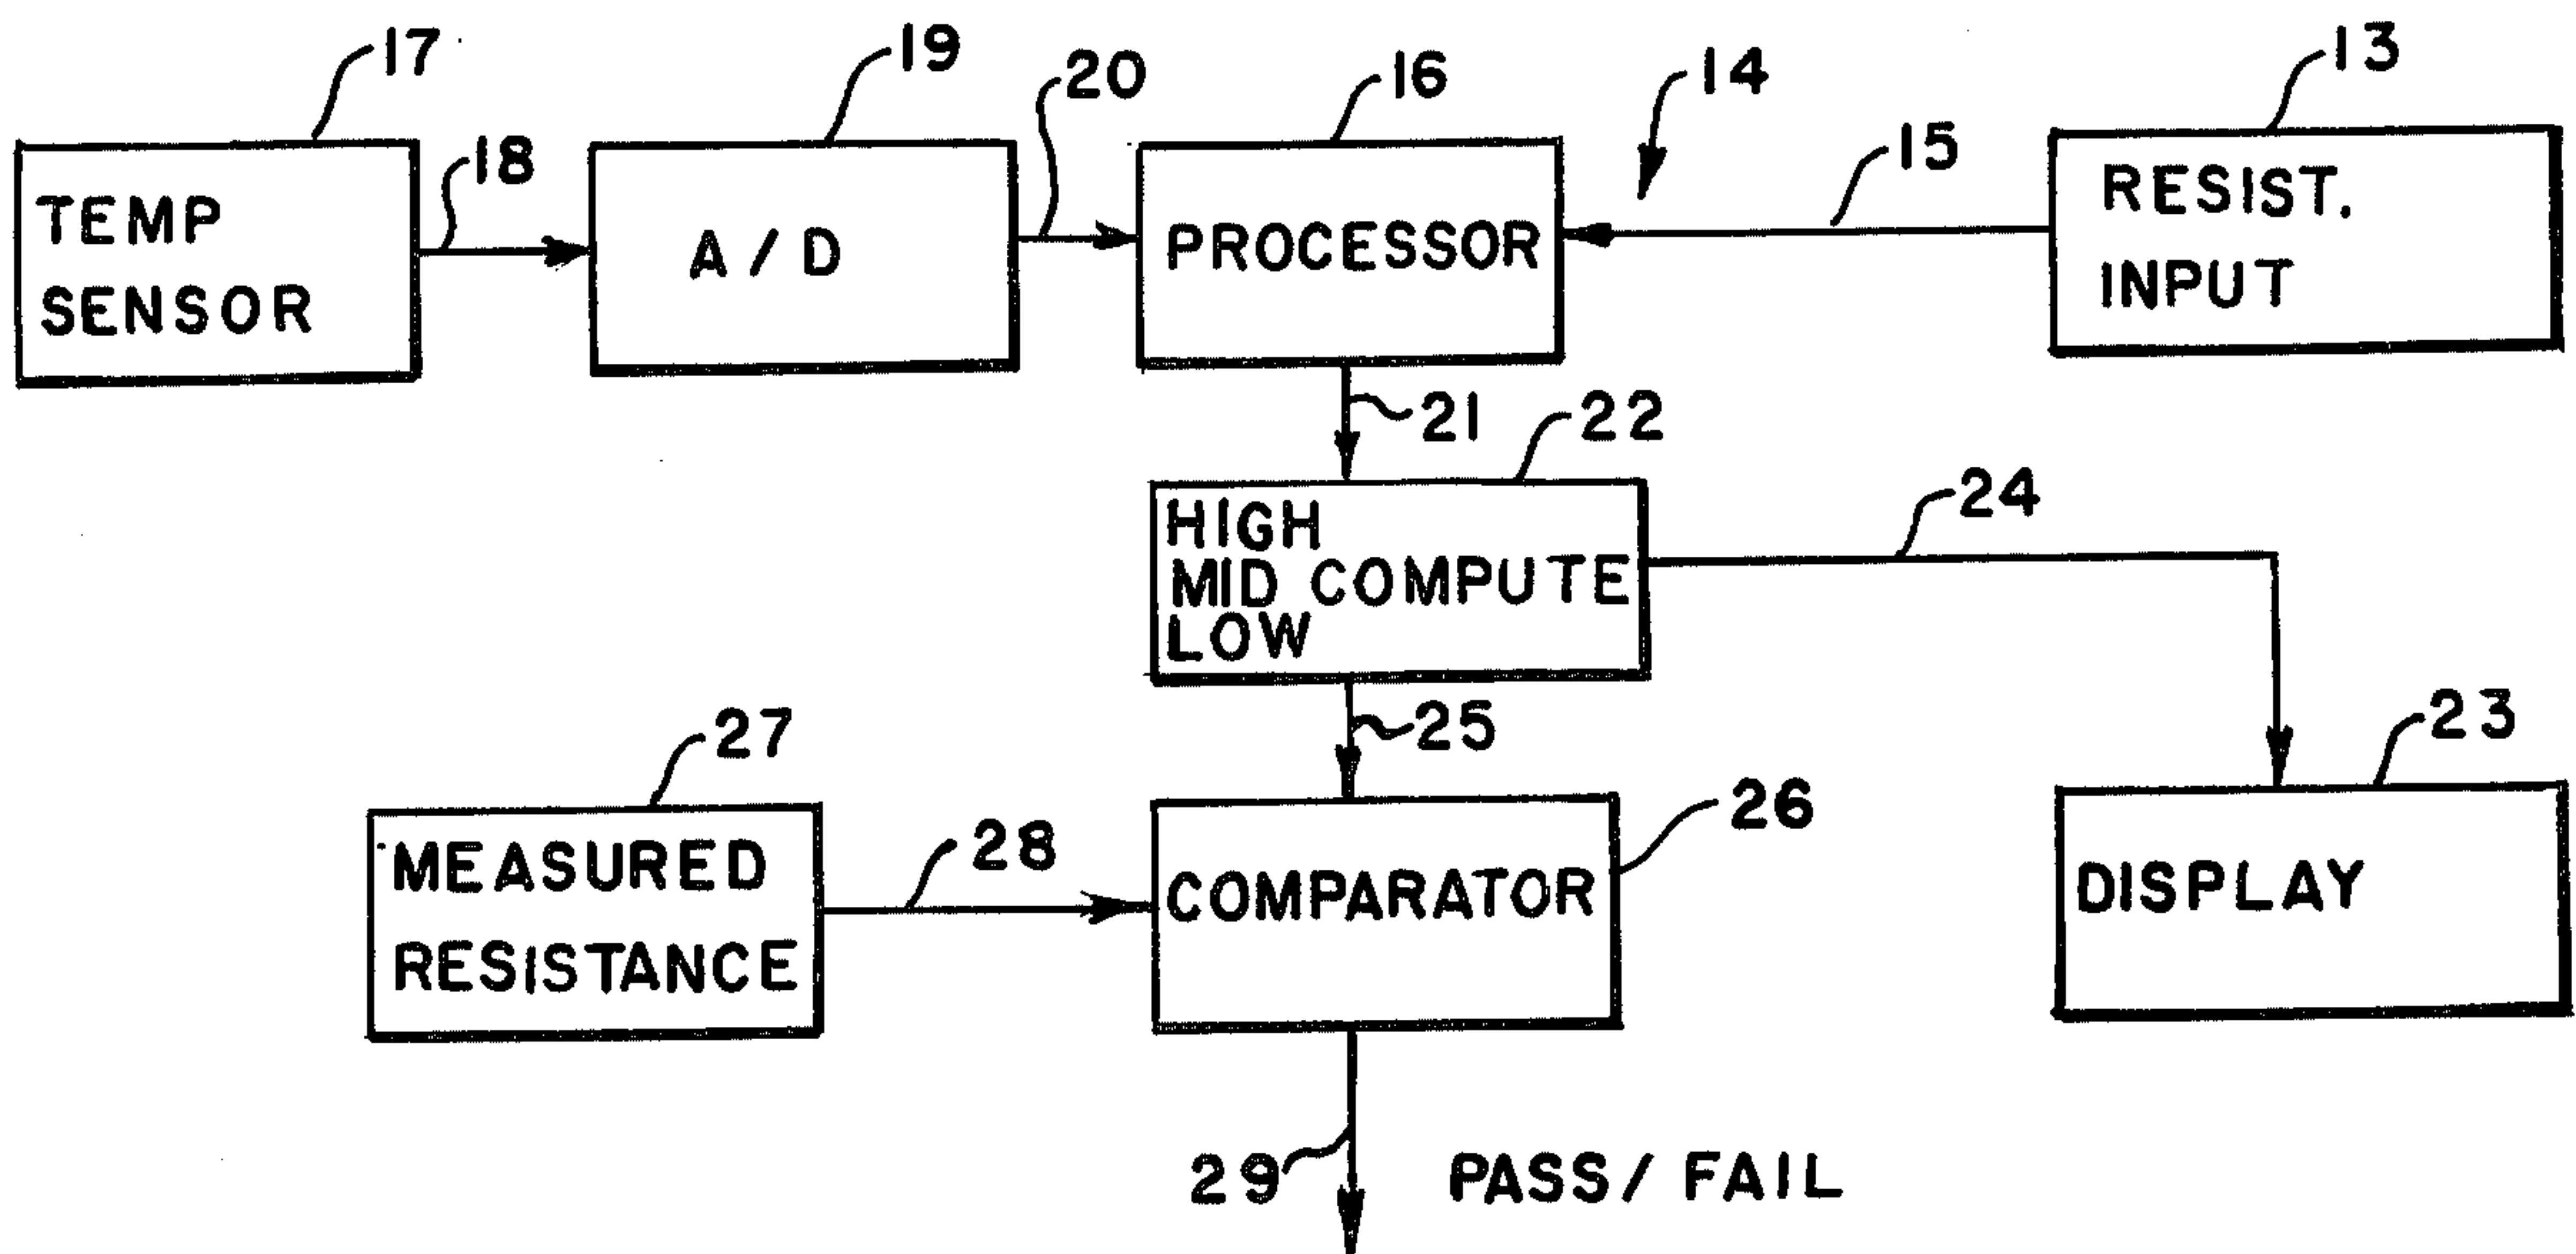 17
19
20
16
14
13
18
15
TEMP
SENSOR
A / D
PROCESSOR
RESIST.
INPUT
21
22
24
HIGH
MID COMPUTE
LOW
25
23
27
28
26
MEASURED
RESISTANCE
COMPARATOR
DISPLAY
29
PASS / FAIL